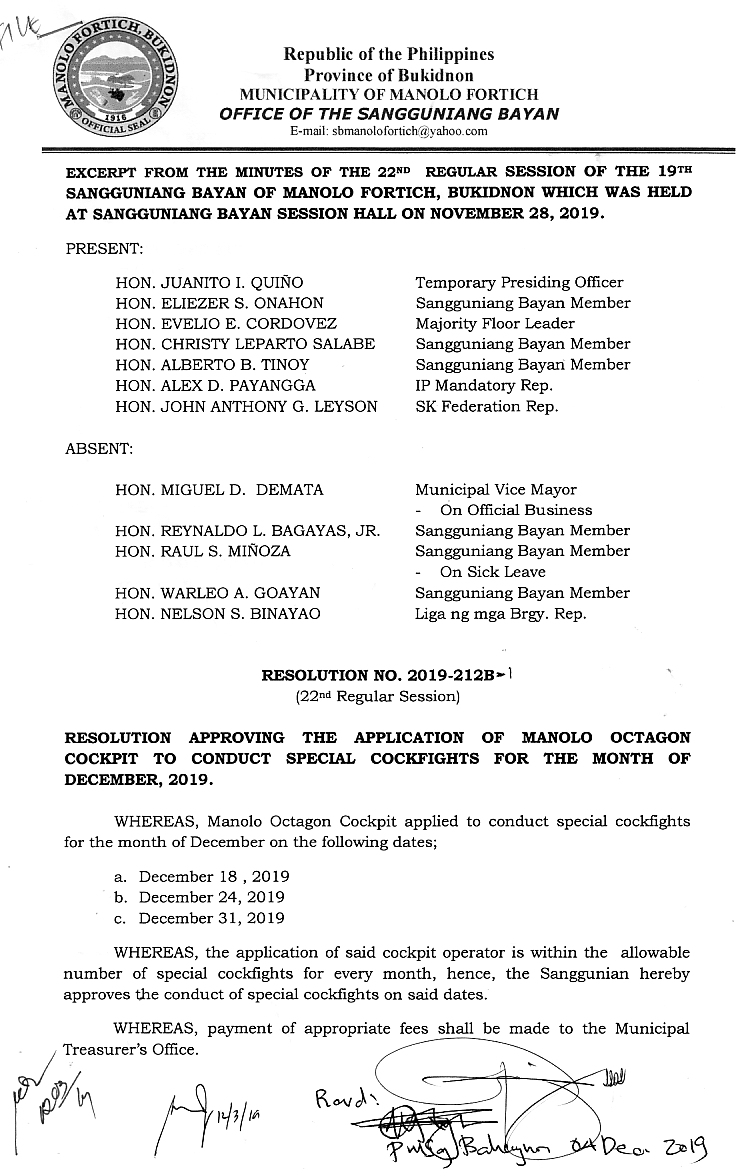 FILE
MANOLO FORTICH, BUKIDNON
1916
OFFICIAL SEAL
Republic of the Philippines
Province of Bukidnon
MUNICIPALITY OF MANOLO FORTICH
OFFICE OF THE SANGGUNIANG BAYAN
E-mail: sbmanolofortich@yahoo.com
EXCERPT FROM THE MINUTES OF THE 22ND REGULAR SESSION OF THE 19TH
SANGGUNIANG BAYAN OF MANOLO FORTICH, BUKIDNON WHICH WAS HELD
AT SANGGUNIANG BAYAN SESSION HALL ON NOVEMBER 28, 2019.
PRESENT:
HON. JUANITO I. QUIÑO Temporary Presiding Officer
HON. ELIEZER S. ONAHON Sangguniang Bayan Member
HON. EVELIO E. CORDOVEZ Majority Floor Leader
HON. CHRISTY LEPARTO SALABE Sangguniang Bayan Member
HON. ALBERTO B. TINOY Sangguniang Bayan Member
HON. ALEX D. PAYANGGA IP Mandatory Rep.
HON. JOHN ANTHONY G. LEYSON SK Federation Rep.
ABSENT:
HON. MIGUEL D. DEMATA Municipal Vice Mayor
- On Official Business
HON. REYNALDO L. BAGAYAS, JR. Sangguniang Bayan Member
HON. RAUL S. MIÑOZA Sangguniang Bayan Member
- On Sick Leave
HON. WARLEO A. GOAYAN Sangguniang Bayan Member
HON. NELSON S. BINAYAO Liga ng mga Brgy. Rep.
RESOLUTION NO. 2019-212B-1
(22nd Regular Session)
RESOLUTION APPROVING THE APPLICATION OF MANOLO OCTAGON
COCKPIT TO CONDUCT SPECIAL COCKFIGHTS FOR THE MONTH OF
DECEMBER, 2019.
WHEREAS, Manolo Octagon Cockpit applied to conduct special cockfights
for the month of December on the following dates;
a. December 18 , 2019
b. December 24, 2019
c. December 31, 2019
WHEREAS, the application of said cockpit operator is within the allowable
number of special cockfights for every month, hence, the Sanggunian hereby
approves the conduct of special cockfights on said dates.
WHEREAS, payment of appropriate fees shall be made to the Municipal
Treasurer's Office.
12/3/19
Rcvd:
04 Dec 2019